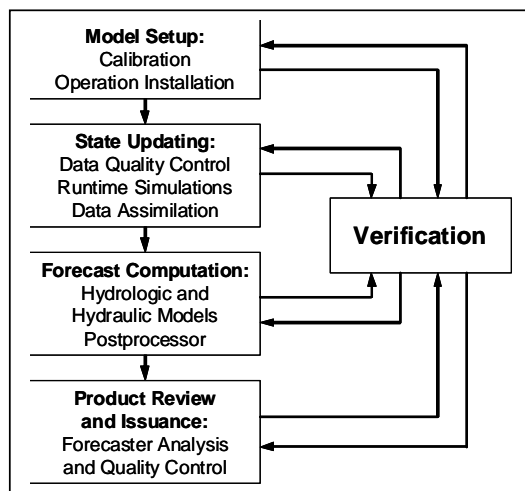 Model Setup:
Calibration
Operation Installation
State Updating:
Data Quality Control
Runtime Simulations
Data Assimilation
Verification
Forecast Computation:
Hydrologic and
Hydraulic Models
Postprocessor
Product Review
and Issuance:
Forecaster Analysis
and Quality Control